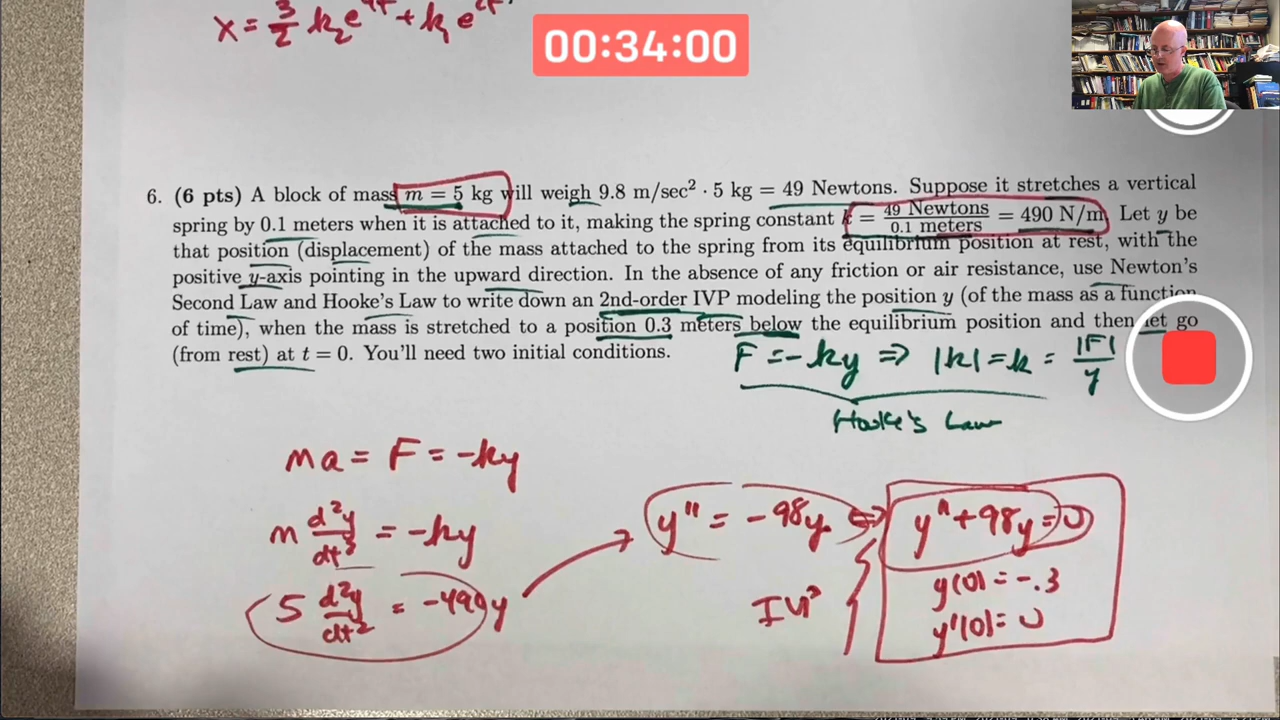 x = 3/2 k₂e + k₁e
00:34:00
6. (6 pts) A block of mass m = 5 kg will weigh 9.8 m/sec² · 5 kg = 49 Newtons. Suppose it stretches a vertical
spring by 0.1 meters when it is attached to it, making the spring constant k = 49 Newtons / 0.1 meters = 490 N/m. Let y be
that position (displacement) of the mass attached to the spring from its equilibrium position at rest, with the
positive y-axis pointing in the upward direction. In the absence of any friction or air resistance, use Newton's
Second Law and Hooke's Law to write down an 2nd-order IVP modeling the position y (of the mass as a function
of time), when the mass is stretched to a position 0.3 meters below the equilibrium position and then let go
(from rest) at t = 0. You'll need two initial conditions.
F = -ky ⇒ |k| = k = |F|/y
Hooke's Law
ma = F = -ky
m d²y/dt² = -ky
5 d²y/dt² = -490y
y'' = -98y ⇔ y'' + 98y = 0
IVP
y(0) = -.3
y'(0) = 0